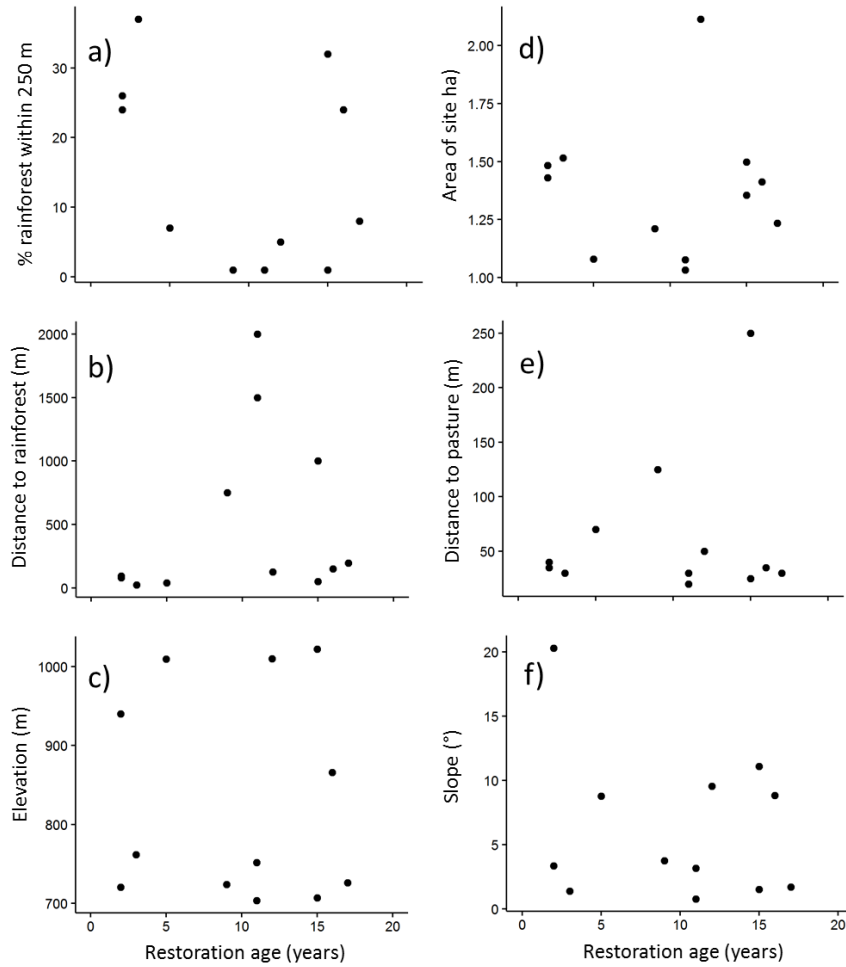 a)
% rainforest within 250 m
30
20
10
0
d)
Area of site ha)
2.00
1.75
1.50
1.25
1.00
b)
Distance to rainforest (m)
2000
1500
1000
500
0
e)
Distance to pasture (m)
250
200
150
100
50
c)
Elevation (m)
1000
900
800
700
0 5 10 15 20
Restoration age (years)
f)
Slope (°)
20
15
10
5
0
0 5 10 15 20
Restoration age (years)